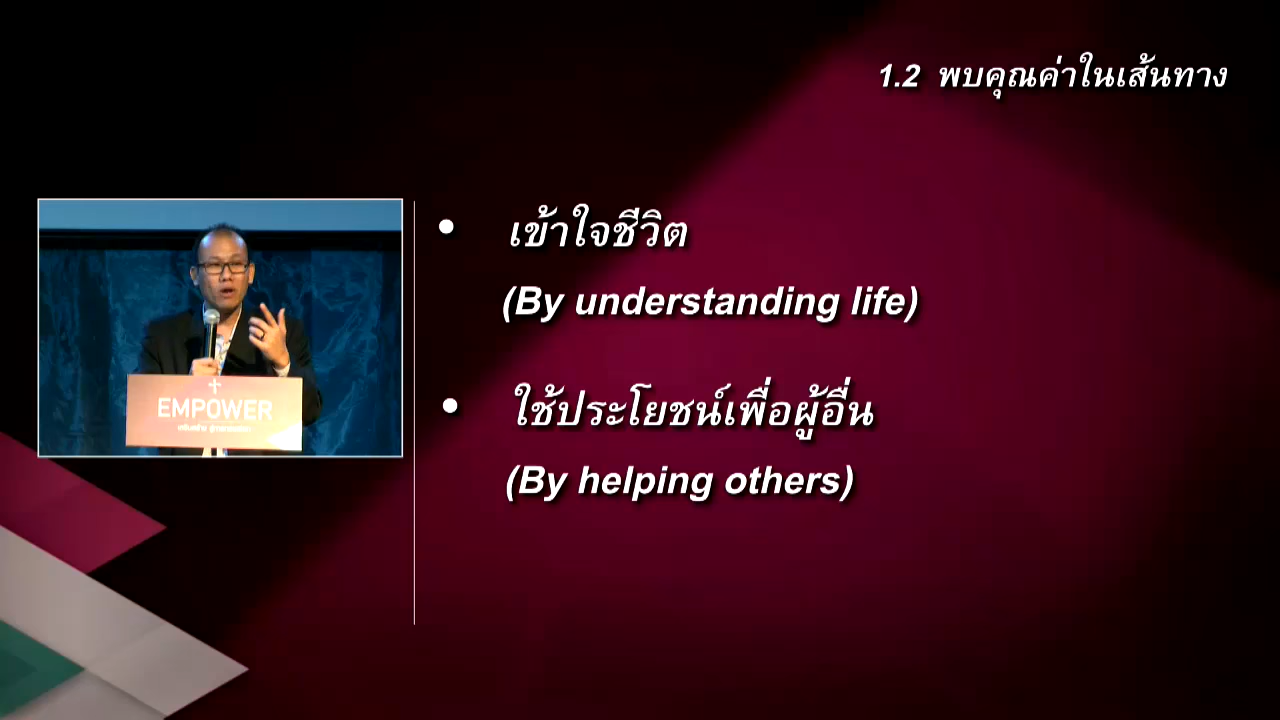 1.2 พบคุณค่าในเส้นทาง
• เข้าใจชีวิต
(By understanding life)
• ใช้ประโยชน์เพื่อผู้อื่น
(By helping others)
EMPOWER